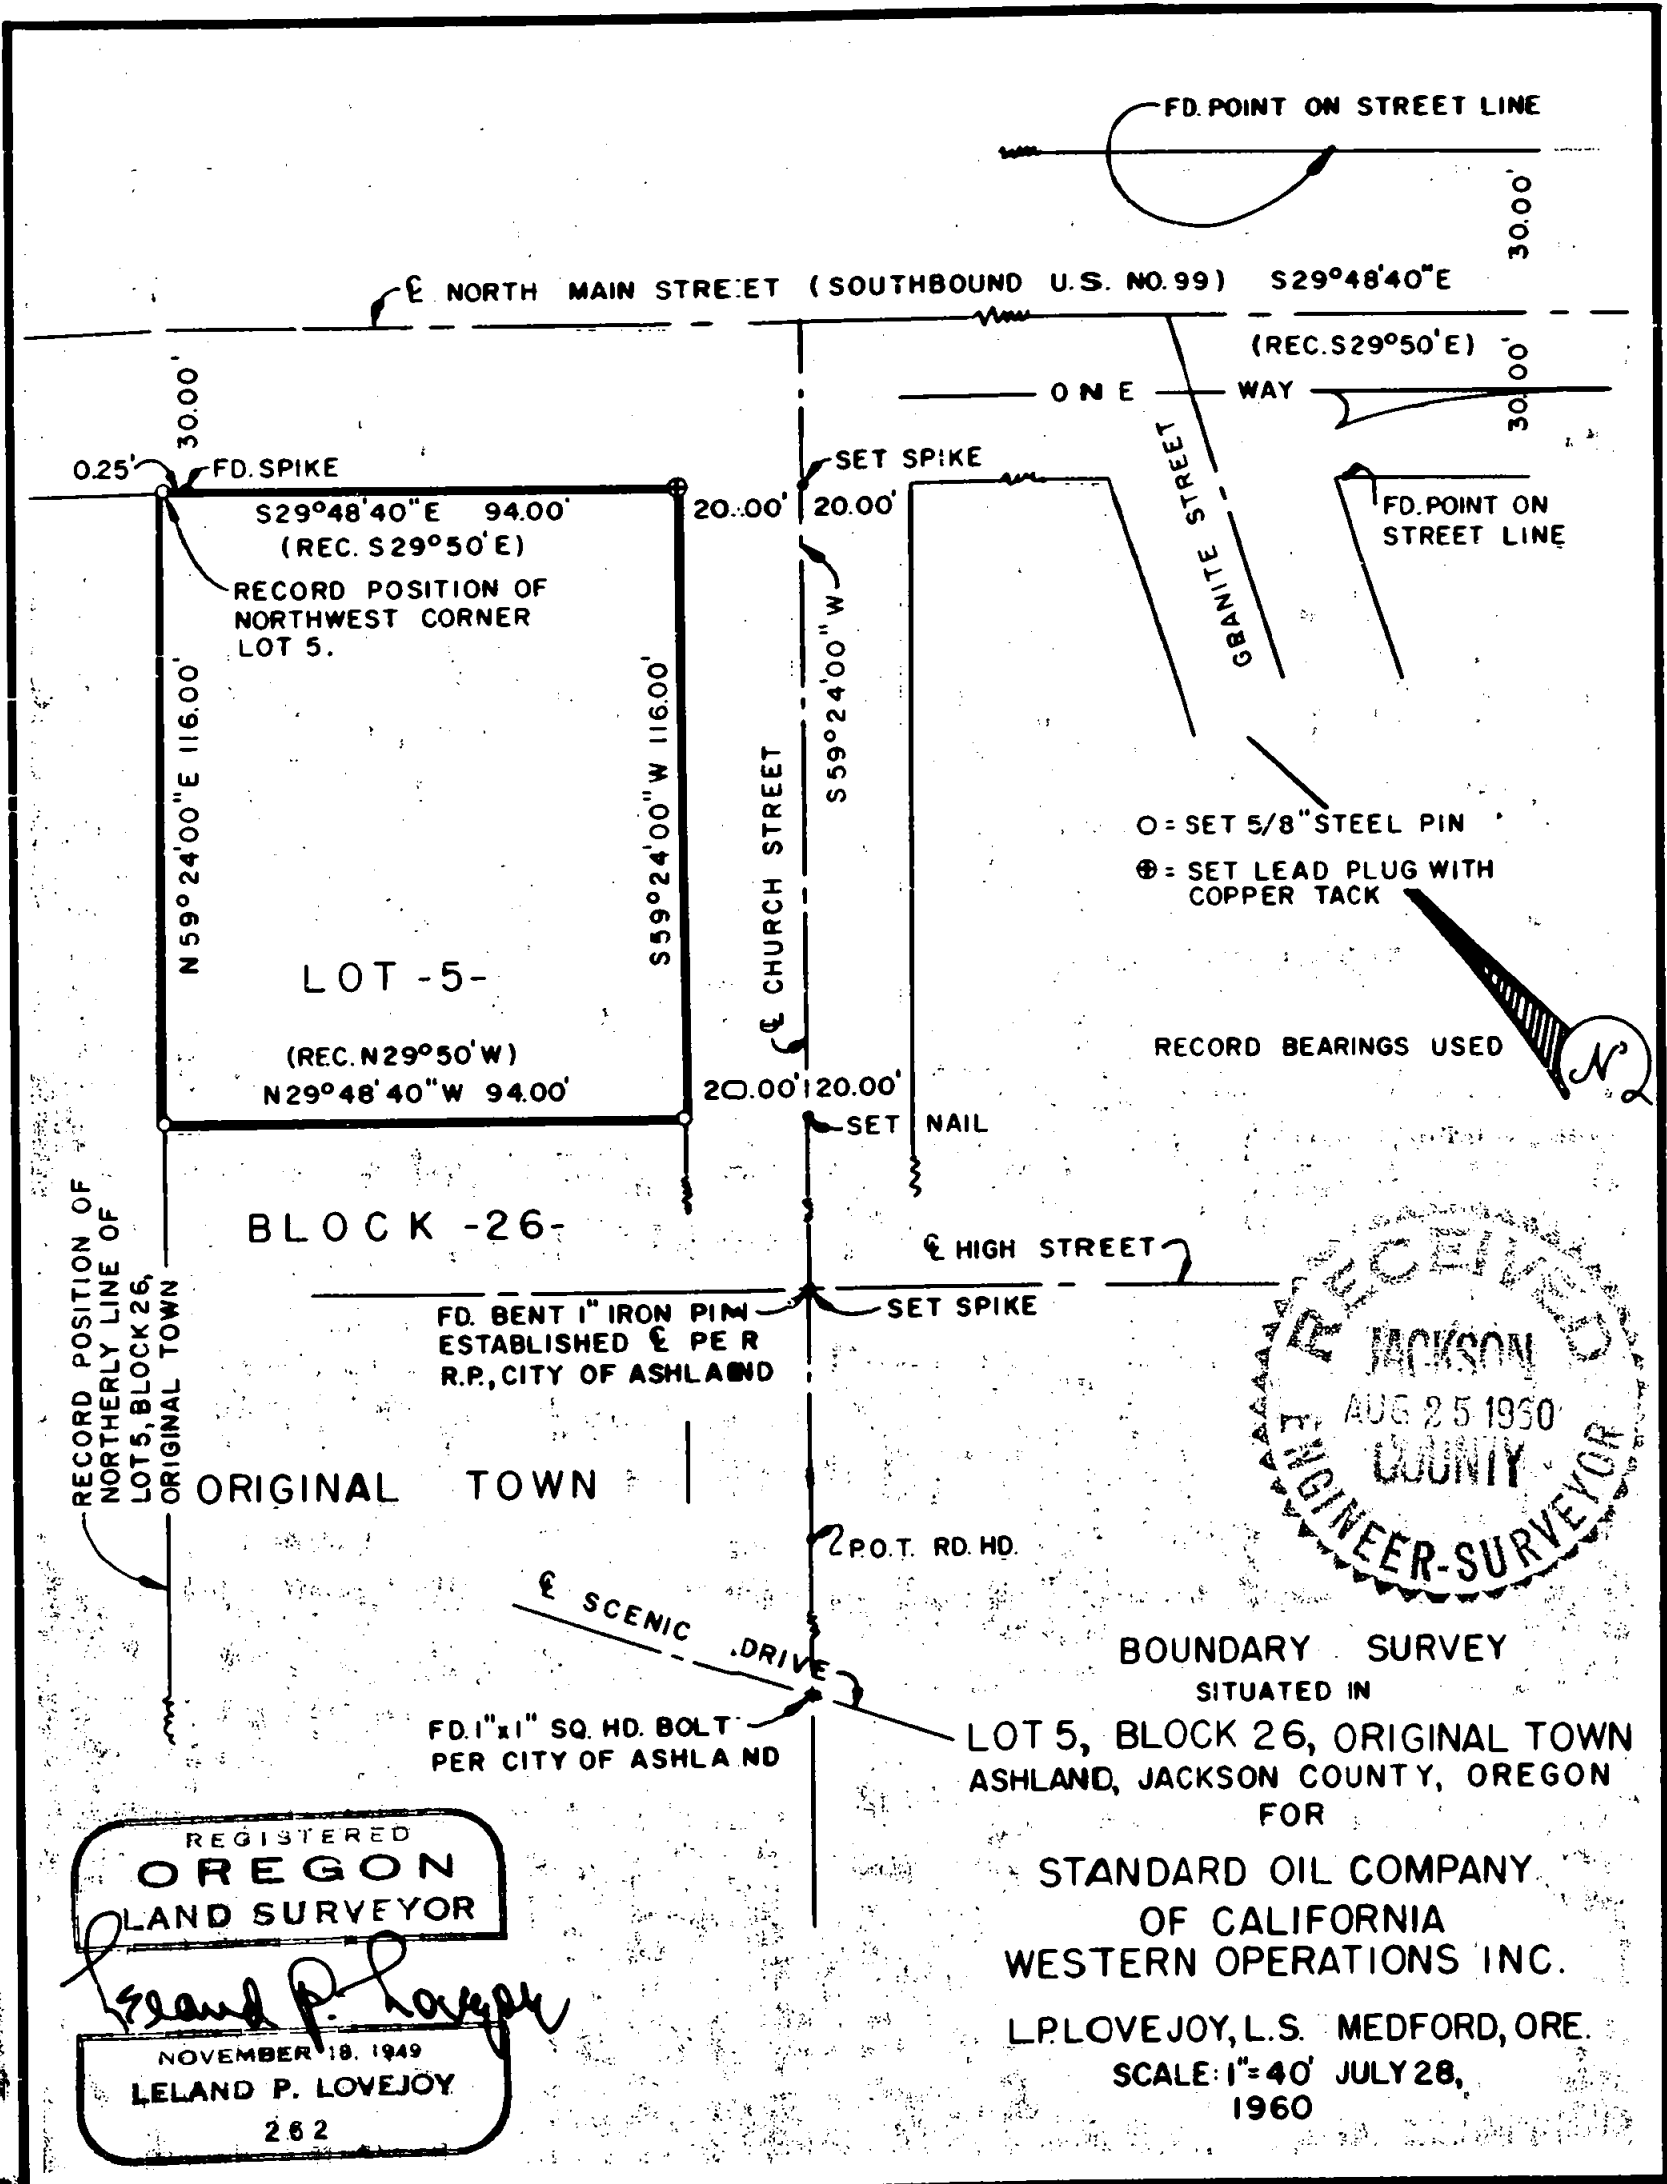 FD. POINT ON STREET LINE
30.00'
℄ NORTH MAIN STREET (SOUTHBOUND U.S. NO. 99) S29°48'40"E
(REC. S29°50'E)
30.00'
30.00'
ONE WAY
0.25'
FD. SPIKE
SET SPIKE
S29°48'40"E 94.00'
(REC. S29°50'E)
20.00' 20.00'
GRANITE STREET
FD. POINT ON
STREET LINE
RECORD POSITION OF
NORTHWEST CORNER
LOT 5.
N59°24'00"E 116.00'
S59°24'00"W 116.00'
℄ CHURCH STREET
S59°24'00"W
O = SET 5/8" STEEL PIN
⊕ = SET LEAD PLUG WITH
COPPER TACK
LOT -5-
RECORD BEARINGS USED
N
(REC. N29°50'W)
N29°48'40"W 94.00'
20.00' 20.00'
SET NAIL
RECORD POSITION OF
NORTHERLY LINE OF
LOT 5, BLOCK 26,
ORIGINAL TOWN
BLOCK -26-
℄ HIGH STREET
FD. BENT 1" IRON PIN
ESTABLISHED ℄ PER
R.P., CITY OF ASHLAND
SET SPIKE
RECEIVED
JACKSON
AUG 25 1960
COUNTY
ENGINEER-SURVEYOR
ORIGINAL TOWN
P.O.T. RD. HD.
℄ SCENIC DRIVE
FD. 1"x1" SQ. HD. BOLT
PER CITY OF ASHLAND
BOUNDARY SURVEY
SITUATED IN
LOT 5, BLOCK 26, ORIGINAL TOWN
ASHLAND, JACKSON COUNTY, OREGON
FOR
STANDARD OIL COMPANY
OF CALIFORNIA
WESTERN OPERATIONS INC.
L.P. LOVEJOY, L.S. MEDFORD, ORE.
SCALE: 1"=40' JULY 28,
1960
REGISTERED
OREGON
LAND SURVEYOR
Leland P. Lovejoy
NOVEMBER 18, 1949
LELAND P. LOVEJOY
262